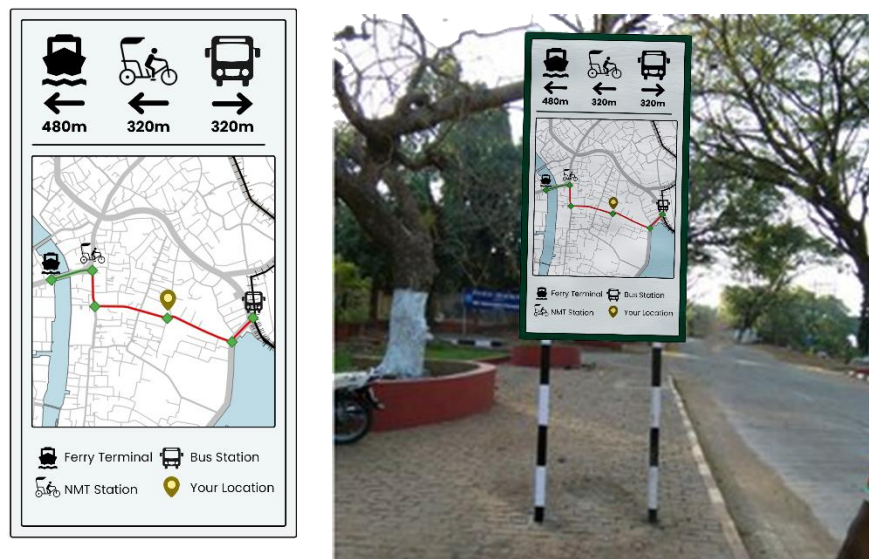 480m 320m 320m
Ferry Terminal Bus Station
NMT Station Your Location
480m 320m 320m
Ferry Terminal Bus Station
NMT Station Your Location